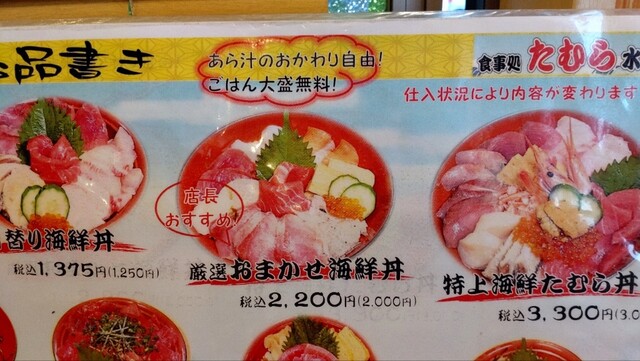 品書き
あら汁のおかわり自由!
ごはん大盛無料!
食事処 たむら 水
仕入状況により内容が変わります
店長
おすすめ!
替り海鮮丼
税込1,375円(1,250円)
厳選おまかせ海鮮丼
税込2,200円(2,000円)
特上海鮮たむら丼
税込3,300円(3,0